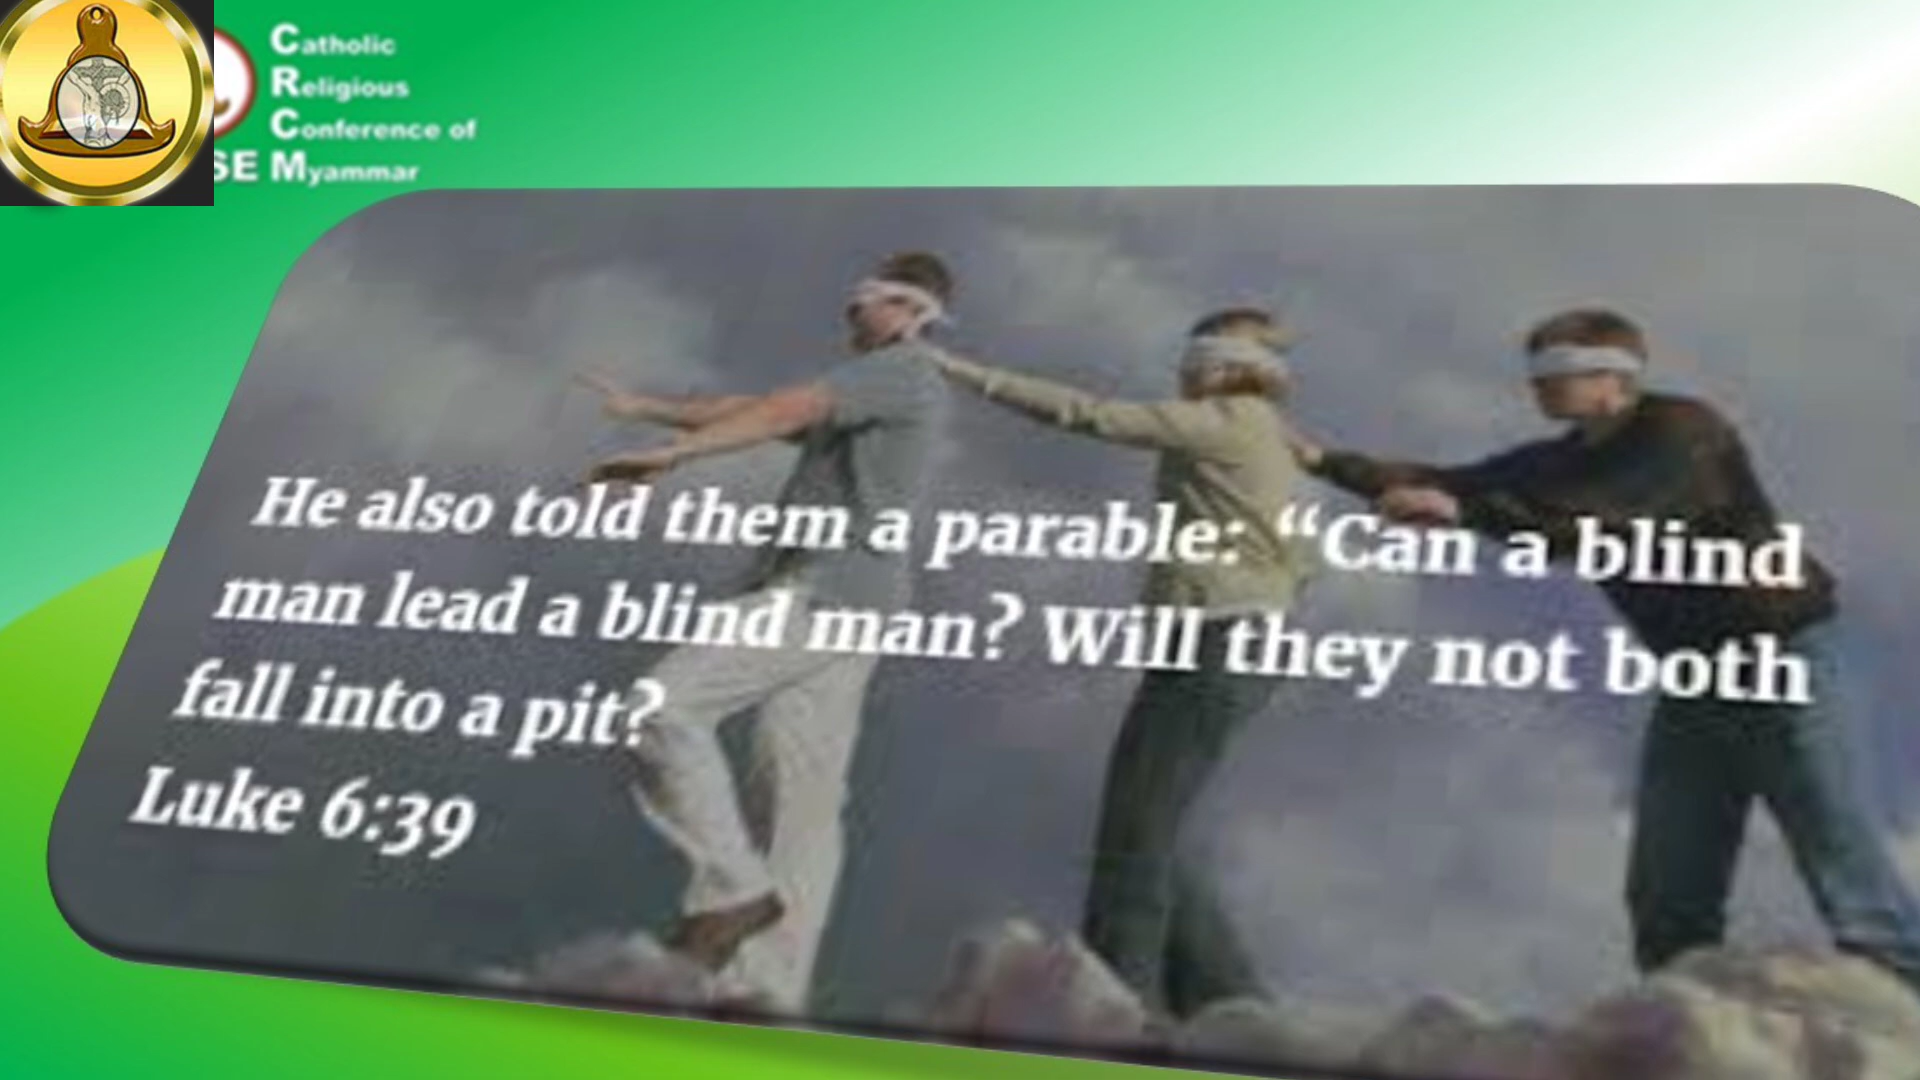 Catholic
Religious
Conference of
SE Myammar
He also told them a parable: “Can a blind
man lead a blind man? Will they not both
fall into a pit?
Luke 6:39